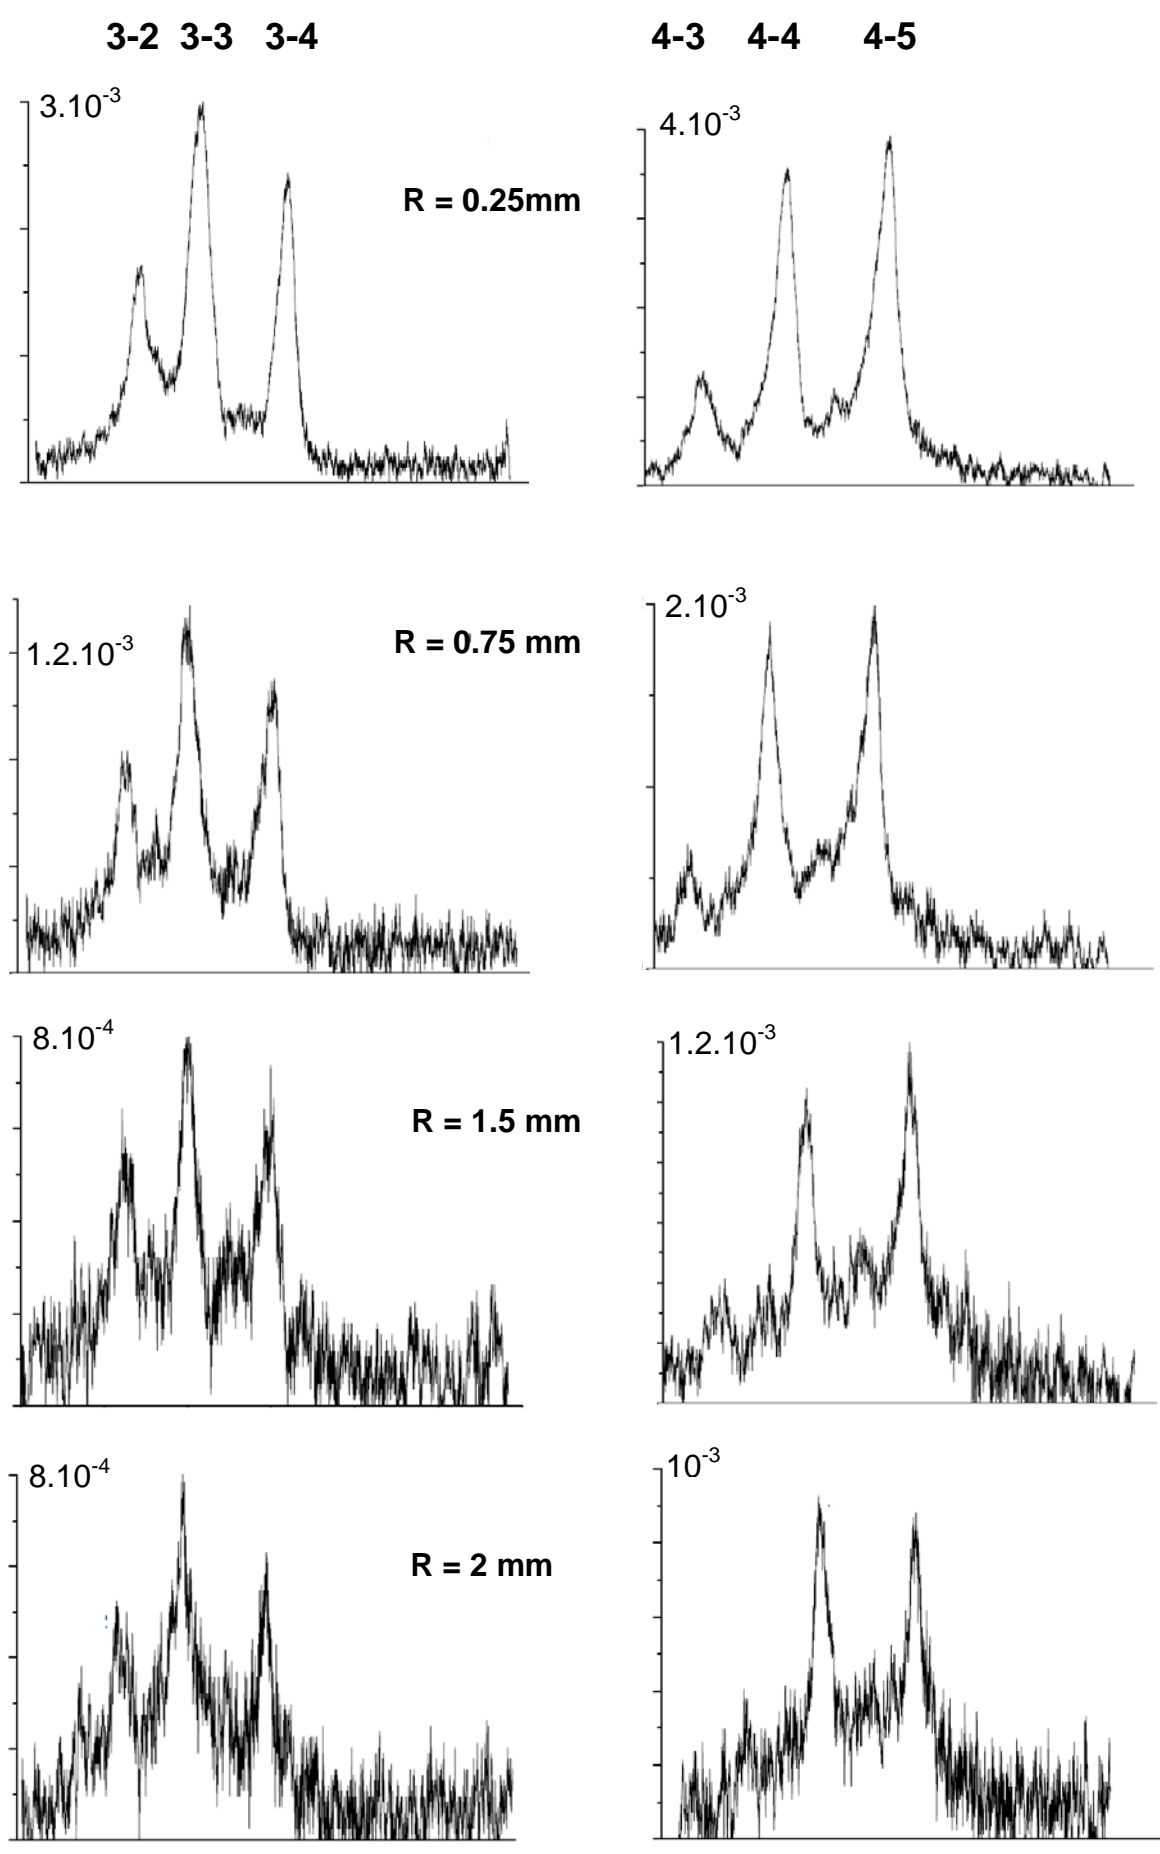 3-2 3-3 3-4 4-3 4-4 4-5
3.10-3
4.10-3
R = 0.25mm
2.10-3
1.2.10-3
R = 0.75 mm
8.10-4
1.2.10-3
R = 1.5 mm
8.10-4
10-3
R = 2 mm